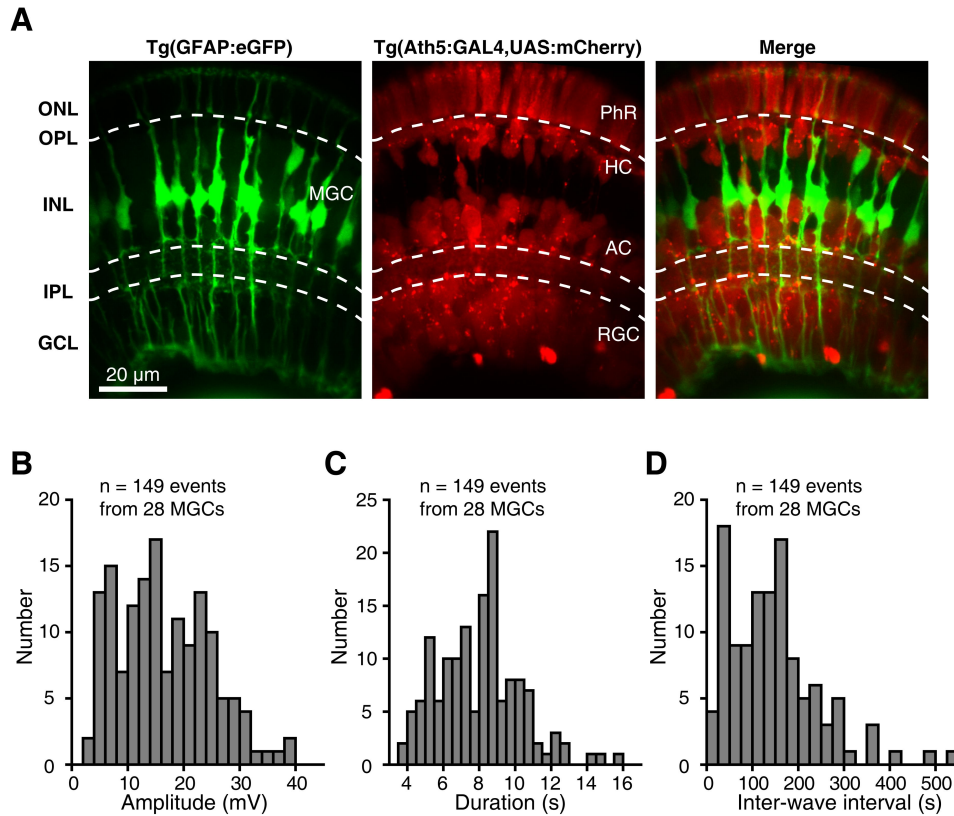 A
Tg(GFAP:eGFP)
Tg(Ath5:GAL4,UAS:mCherry)
Merge
ONL
OPL
INL
IPL
GCL
MGC
20 µm
PhR
HC
AC
RGC
B
n = 149 events
from 28 MGCs
20
15
10
5
0
Number
0 10 20 30 40
Amplitude (mV)
C
n = 149 events
from 28 MGCs
25
20
15
10
5
0
Number
4 6 8 10 12 14 16
Duration (s)
D
n = 149 events
from 28 MGCs
20
15
10
5
0
Number
0 100 200 300 400 500
Inter-wave interval (s)